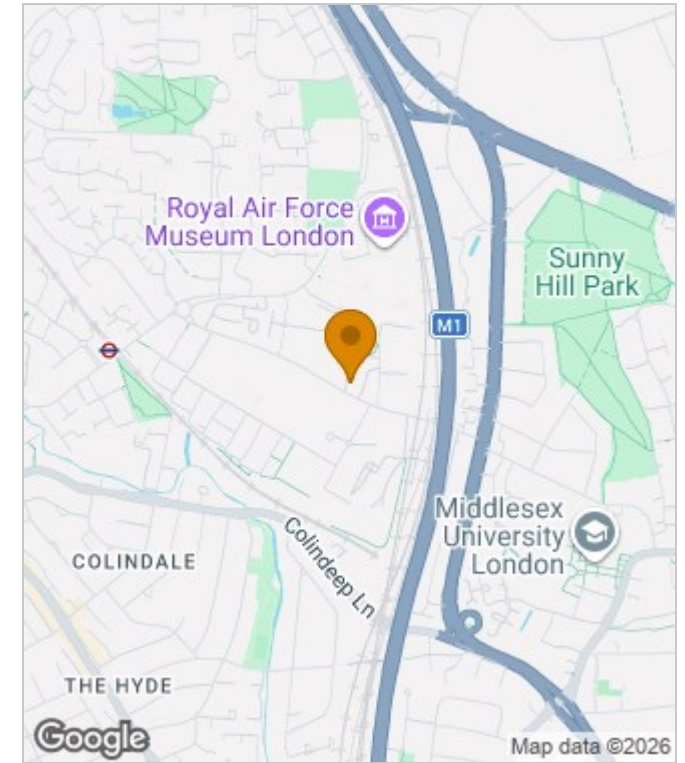 Royal Air Force
Museum London
Sunny
Hill Park
M1
Middlesex
University
London
COLINDALE
Colindeep Ln
THE HYDE
Google
Map data ©2026